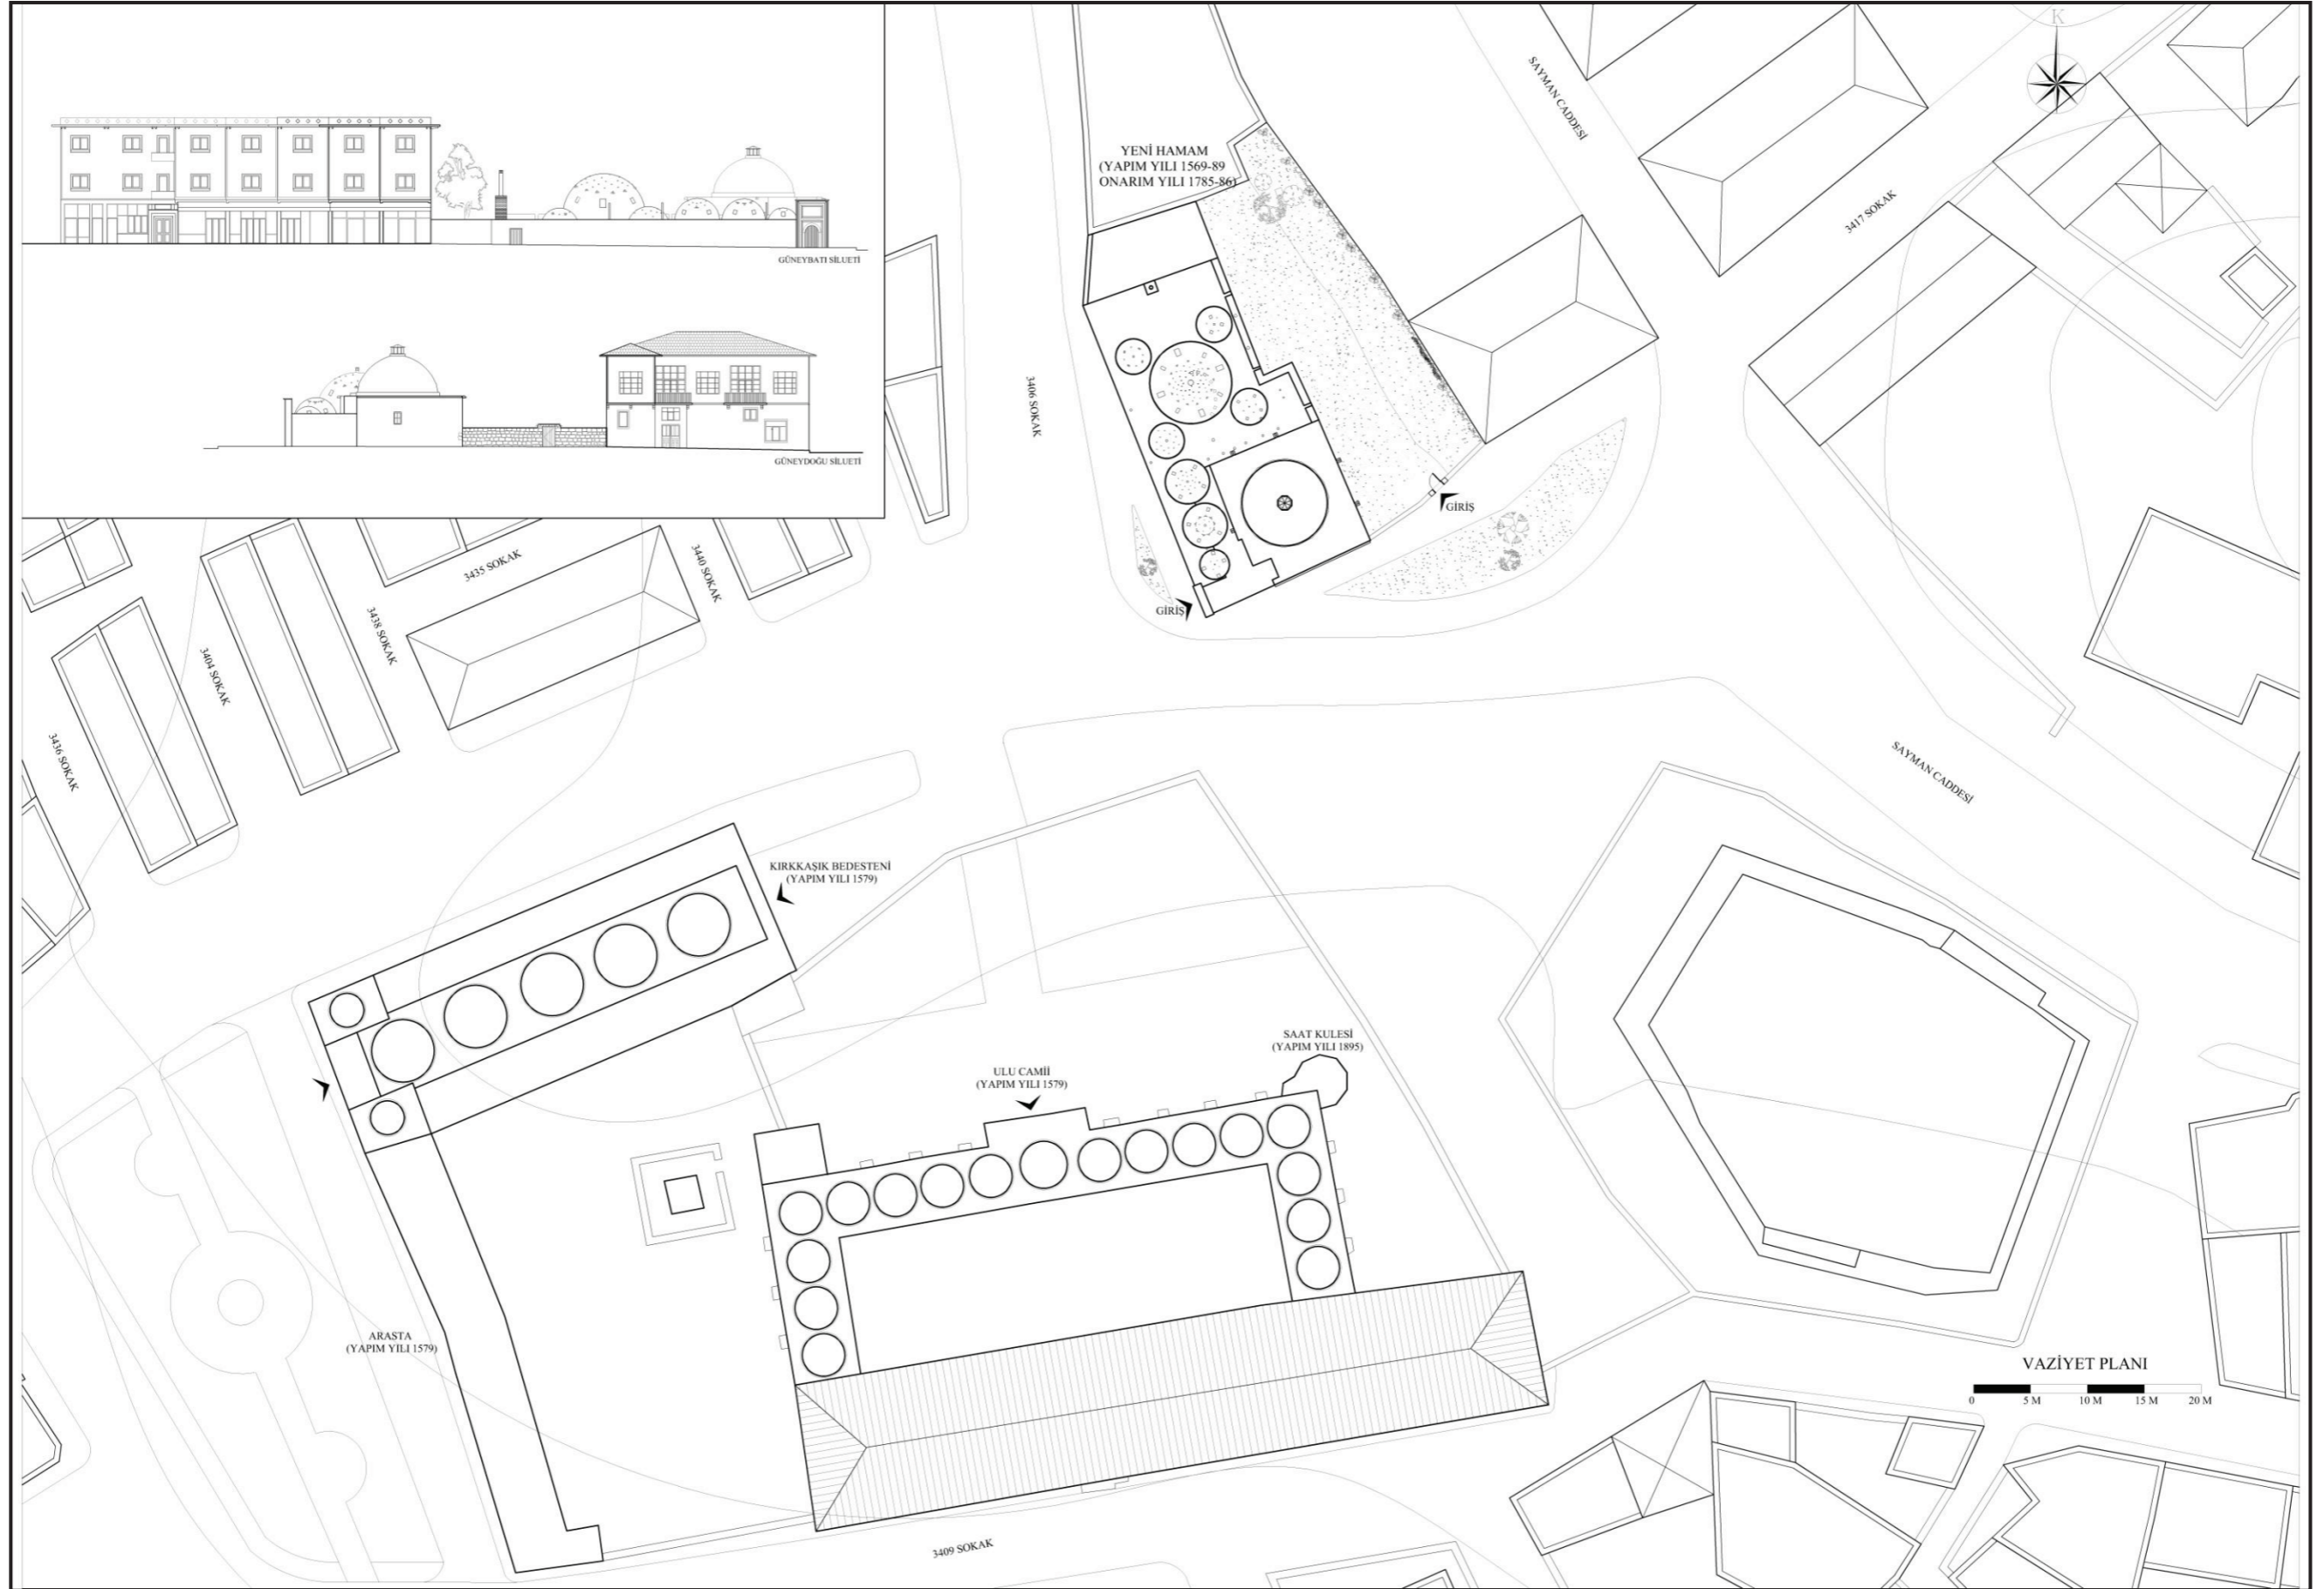 K
SAYMAN CADDESİ
YENİ HAMAM
(YAPIM YILI 1569-89
ONARIM YILI 1785-86)
3417 SOKAK
GÜNEYBATI SİLUETİ
3406 SOKAK
GÜNEYDOĞU SİLUETİ
GİRİŞ
3435 SOKAK
3440 SOKAK
GİRİŞ
3438 SOKAK
3404 SOKAK
3436 SOKAK
SAYMAN CADDESİ
KIRKKAŞIK BEDESTENİ
(YAPIM YILI 1579)
SAAT KULESİ
(YAPIM YILI 1895)
ULU CAMİİ
(YAPIM YILI 1579)
ARASTA
(YAPIM YILI 1579)
VAZİYET PLANI
0 5 M 10 M 15 M 20 M
3409 SOKAK